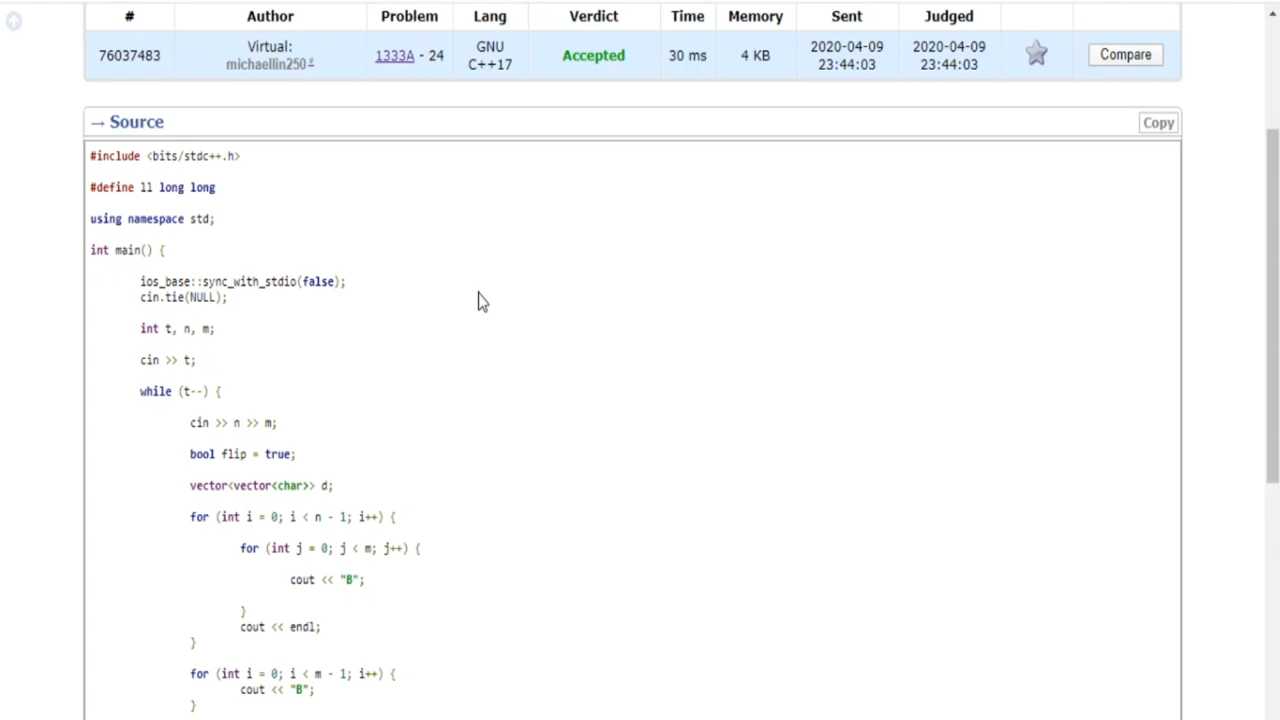 # Author Problem Lang Verdict Time Memory Sent Judged
76037483 Virtual: michaellin250 1333A - 24 GNU C++17 Accepted 30 ms 4 KB 2020-04-09 23:44:03 2020-04-09 23:44:03 Compare
→ Source Copy
#include <bits/stdc++.h>
#define ll long long
using namespace std;
int main() {
ios_base::sync_with_stdio(false);
cin.tie(NULL);
int t, n, m;
cin >> t;
while (t--) {
cin >> n >> m;
bool flip = true;
vector<vector<char>> d;
for (int i = 0; i < n - 1; i++) {
for (int j = 0; j < m; j++) {
cout << "B";
}
cout << endl;
}
for (int i = 0; i < m - 1; i++) {
cout << "B";
}